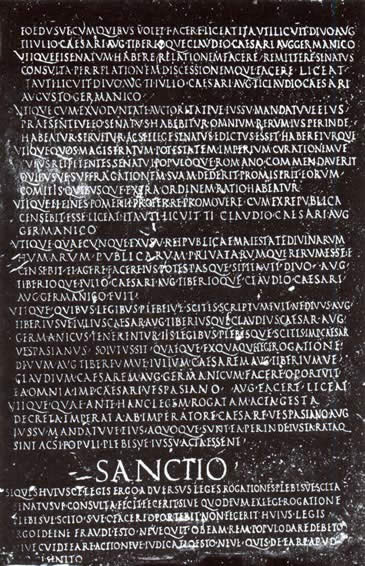 FOEDVSVE CVM QVIBVS VOLET FACERE LICEAT ITA VTI LICVIT DIVO AVG
TI IVLIO CAESARI AVG TIBERIOQVE CLAVDIO CAESARI AVG GERMANICO
VTIQVE EI SENATVM HABERE RELATIONEM FACERE REMITTERE SENATVS
CONSVLTA PER RELATIONEM DISCESSIONEMQVE FACERE LICEAT
ITA VTI LICVIT DIVO AVG TI IVLIO CAESARI AVG TI CLAVDIO CAESARI
AVGVSTO GERMANICO
VTIQVE CVM EX VOLVNTATE AVCTORITATEVE IVSSV MANDATVVE EIVS
PRAESENTEVE EO SENATVS HABEBITVR OMNIVM RERVM IVS PERINDE
HABEATVR SERVETVR AC SI E LEGE SENATVS EDICTVS ESSET HABERETVRQVE
VTIQVE QVOS MAGISTRATVM POTESTATEM IMPERIVM CVRATIONEMVE
CVIVS REI PETENTES SENATVI POPVLOQVE ROMANO COMMENDAVERIT
QVIBVSVE SVFFRAGATIONEM SVAM DEDERIT PROMISERIT EORVM
COMITIS QVIBVSQVE EXTRA ORDINEM RATIO HABEATVR
VTIQVE EI FINES POMERII PROFERRE PROMOVERE CVM EX REPVBLICA
CENSEBIT ESSE LICEAT ITA VTI LICVIT TI CLAVDIO CAESARI AVG
GERMANICO
VTIQVE QVAECVNQVE EX VSV REIPVBLICAE MAIESTATE DIVINARVM
HVMARVM PVBLICARVM PRIVATARVMQVE RERVM ESSE E
CENSEBIT EI AGERE FACERE IVS POTESTASQVE SIT ITA VTI DIVO AVG
TIBERIOQVE IVLIO CAESARI AVG TIBERIOQVE CLAVDIO CAESARI
AVG GERMANICO FVIT
VTIQVE QVIBVS LEGIBVS PLEBEIVE SCITIS SCRIPTVM FVIT NE DIVVS AVG
TIBERIVSVE IVLIVS CAESAR AVG TIBERIVSQVE CLAVDIVS CAESAR AVG
GERMANICVS TENERENTVR IIS LEGIBVS PLEBISQVE SCITIS IMP CAESAR
VESPASIANVS SOLVTVS SIT QVAEQVE EX QVAQVE LEGE ROGATIONE
DIVVM AVG TIBERIVMVE IVLIVM CAESAREM AVG TIBERIVMVE
CLAVDIVM CAESAREM AVG GERMANICVM FACERE OPORTVIT
EA OMNIA IMP CAESARI VESPASIANO AVG FACERE LICEAT
VTIQVE QVAE ANTE HANC LEGEM ROGATAM ACTA GESTA
DECRETA IMPERATA AB IMPERATORE CAESARE VESPASIANO AVG
IVSSV MANDATVVE EIVS A QVOQVE SVNT EA PERINDE IVSTA RATAQ
SINT AC SI POPVLI PLEBISVE IVSSV ACTA ESSENT
SANCTIO
SI QVIS HVIVSCE LEGIS ERGO ADVERSVS LEGES ROGATIONES PLEBISVE SCITA
SENATVSVE CONSVLTA FECIT FECERIT SIVE QVOD EVM EX LEGE ROGATIONE
PLEBISVE SCITO SVE C FACERE OPORTEBIT NON FECERIT HVIVS LEGIS
ERGO ID EI NE FRAVDI ESTO NEVE QVIT OB EAM REM POPVLO DARE DEBETO
NEVE CVI DE EA RE ACTIO NEVE IVDICATIO ESTO NEVE QVIS DE EA RE APVD